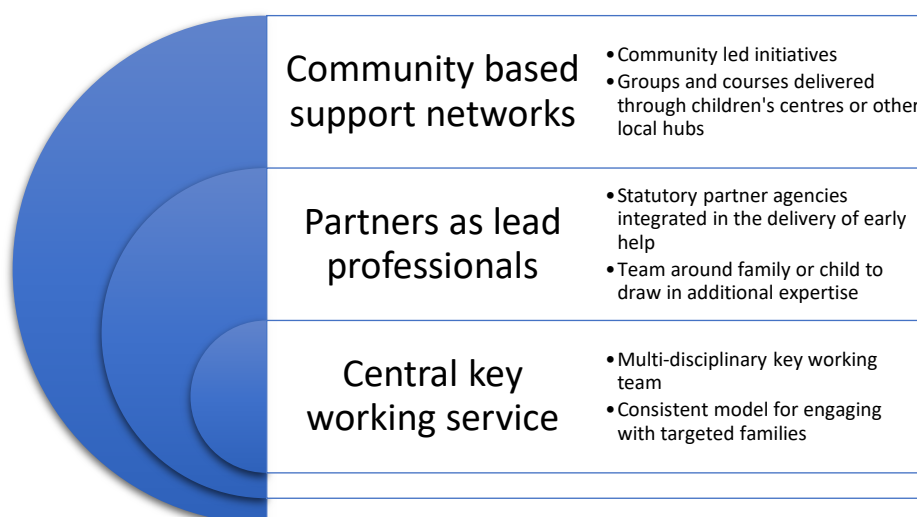 Community based
support networks
•Community led initiatives
•Groups and courses delivered
through children's centres or other
local hubs
Partners as lead
professionals
•Statutory partner agencies
integrated in the delivery of early
help
•Team around family or child to
draw in additional expertise
Central key
working service
•Multi-disciplinary key working
team
•Consistent model for engaging
with targeted families